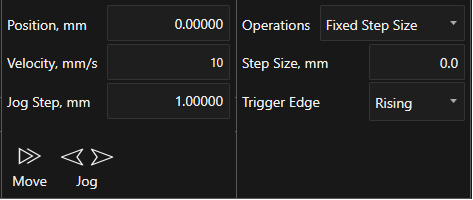 Position, mm 0.00000 Operations Fixed Step Size
Velocity, mm/s 10 Step Size, mm 0.0
Jog Step, mm 1.00000 Trigger Edge Rising
Move Jog